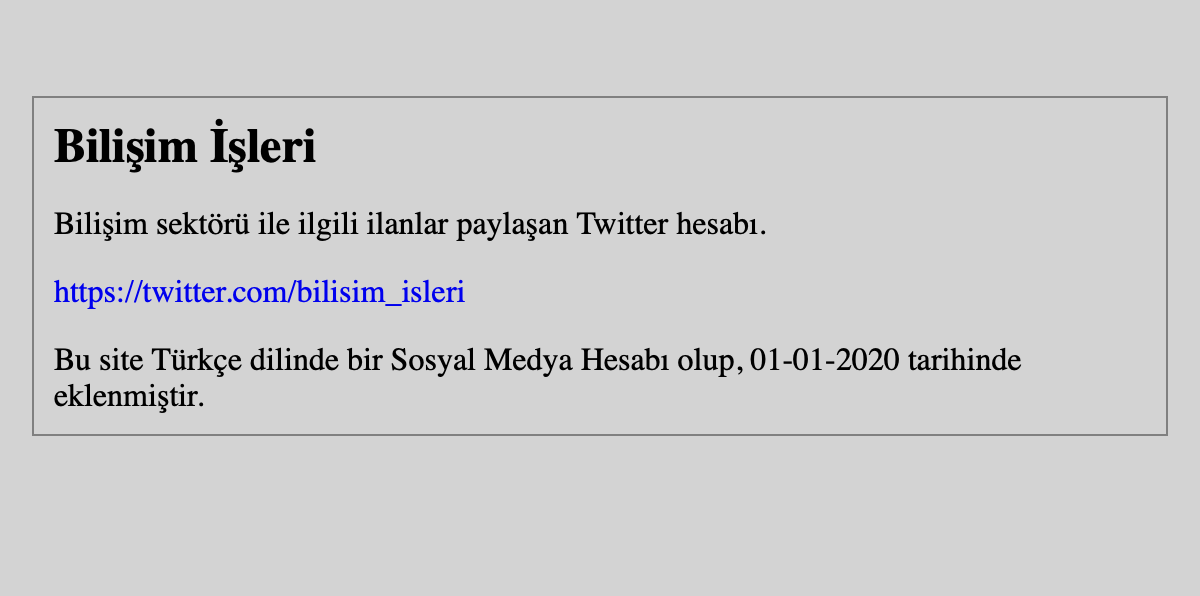 Bilişim İşleri
Bilişim sektörü ile ilgili ilanlar paylaşan Twitter hesabı.
https://twitter.com/bilisim_isleri
Bu site Türkçe dilinde bir Sosyal Medya Hesabı olup, 01-01-2020 tarihinde
eklenmiştir.